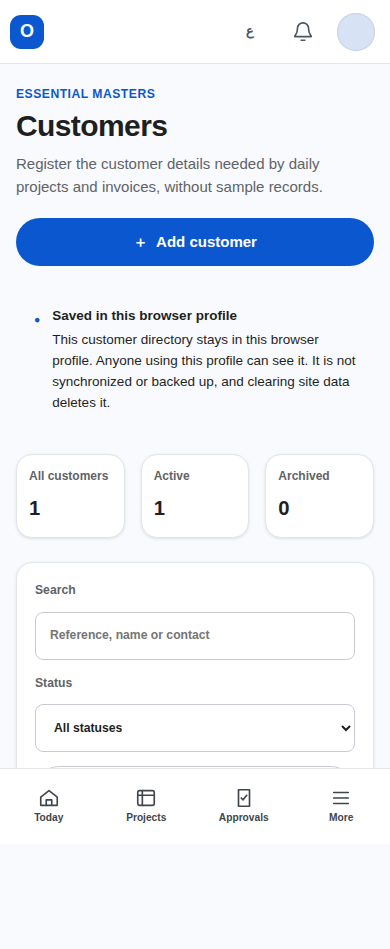 O
ع
ESSENTIAL MASTERS
Customers
Register the customer details needed by daily
projects and invoices, without sample records.
+ Add customer
Saved in this browser profile
This customer directory stays in this browser
profile. Anyone using this profile can see it. It is not
synchronized or backed up, and clearing site data
deletes it.
All customers Active Archived
1 1 0
Search
Reference, name or contact
Status
All statuses
Today Projects Approvals More